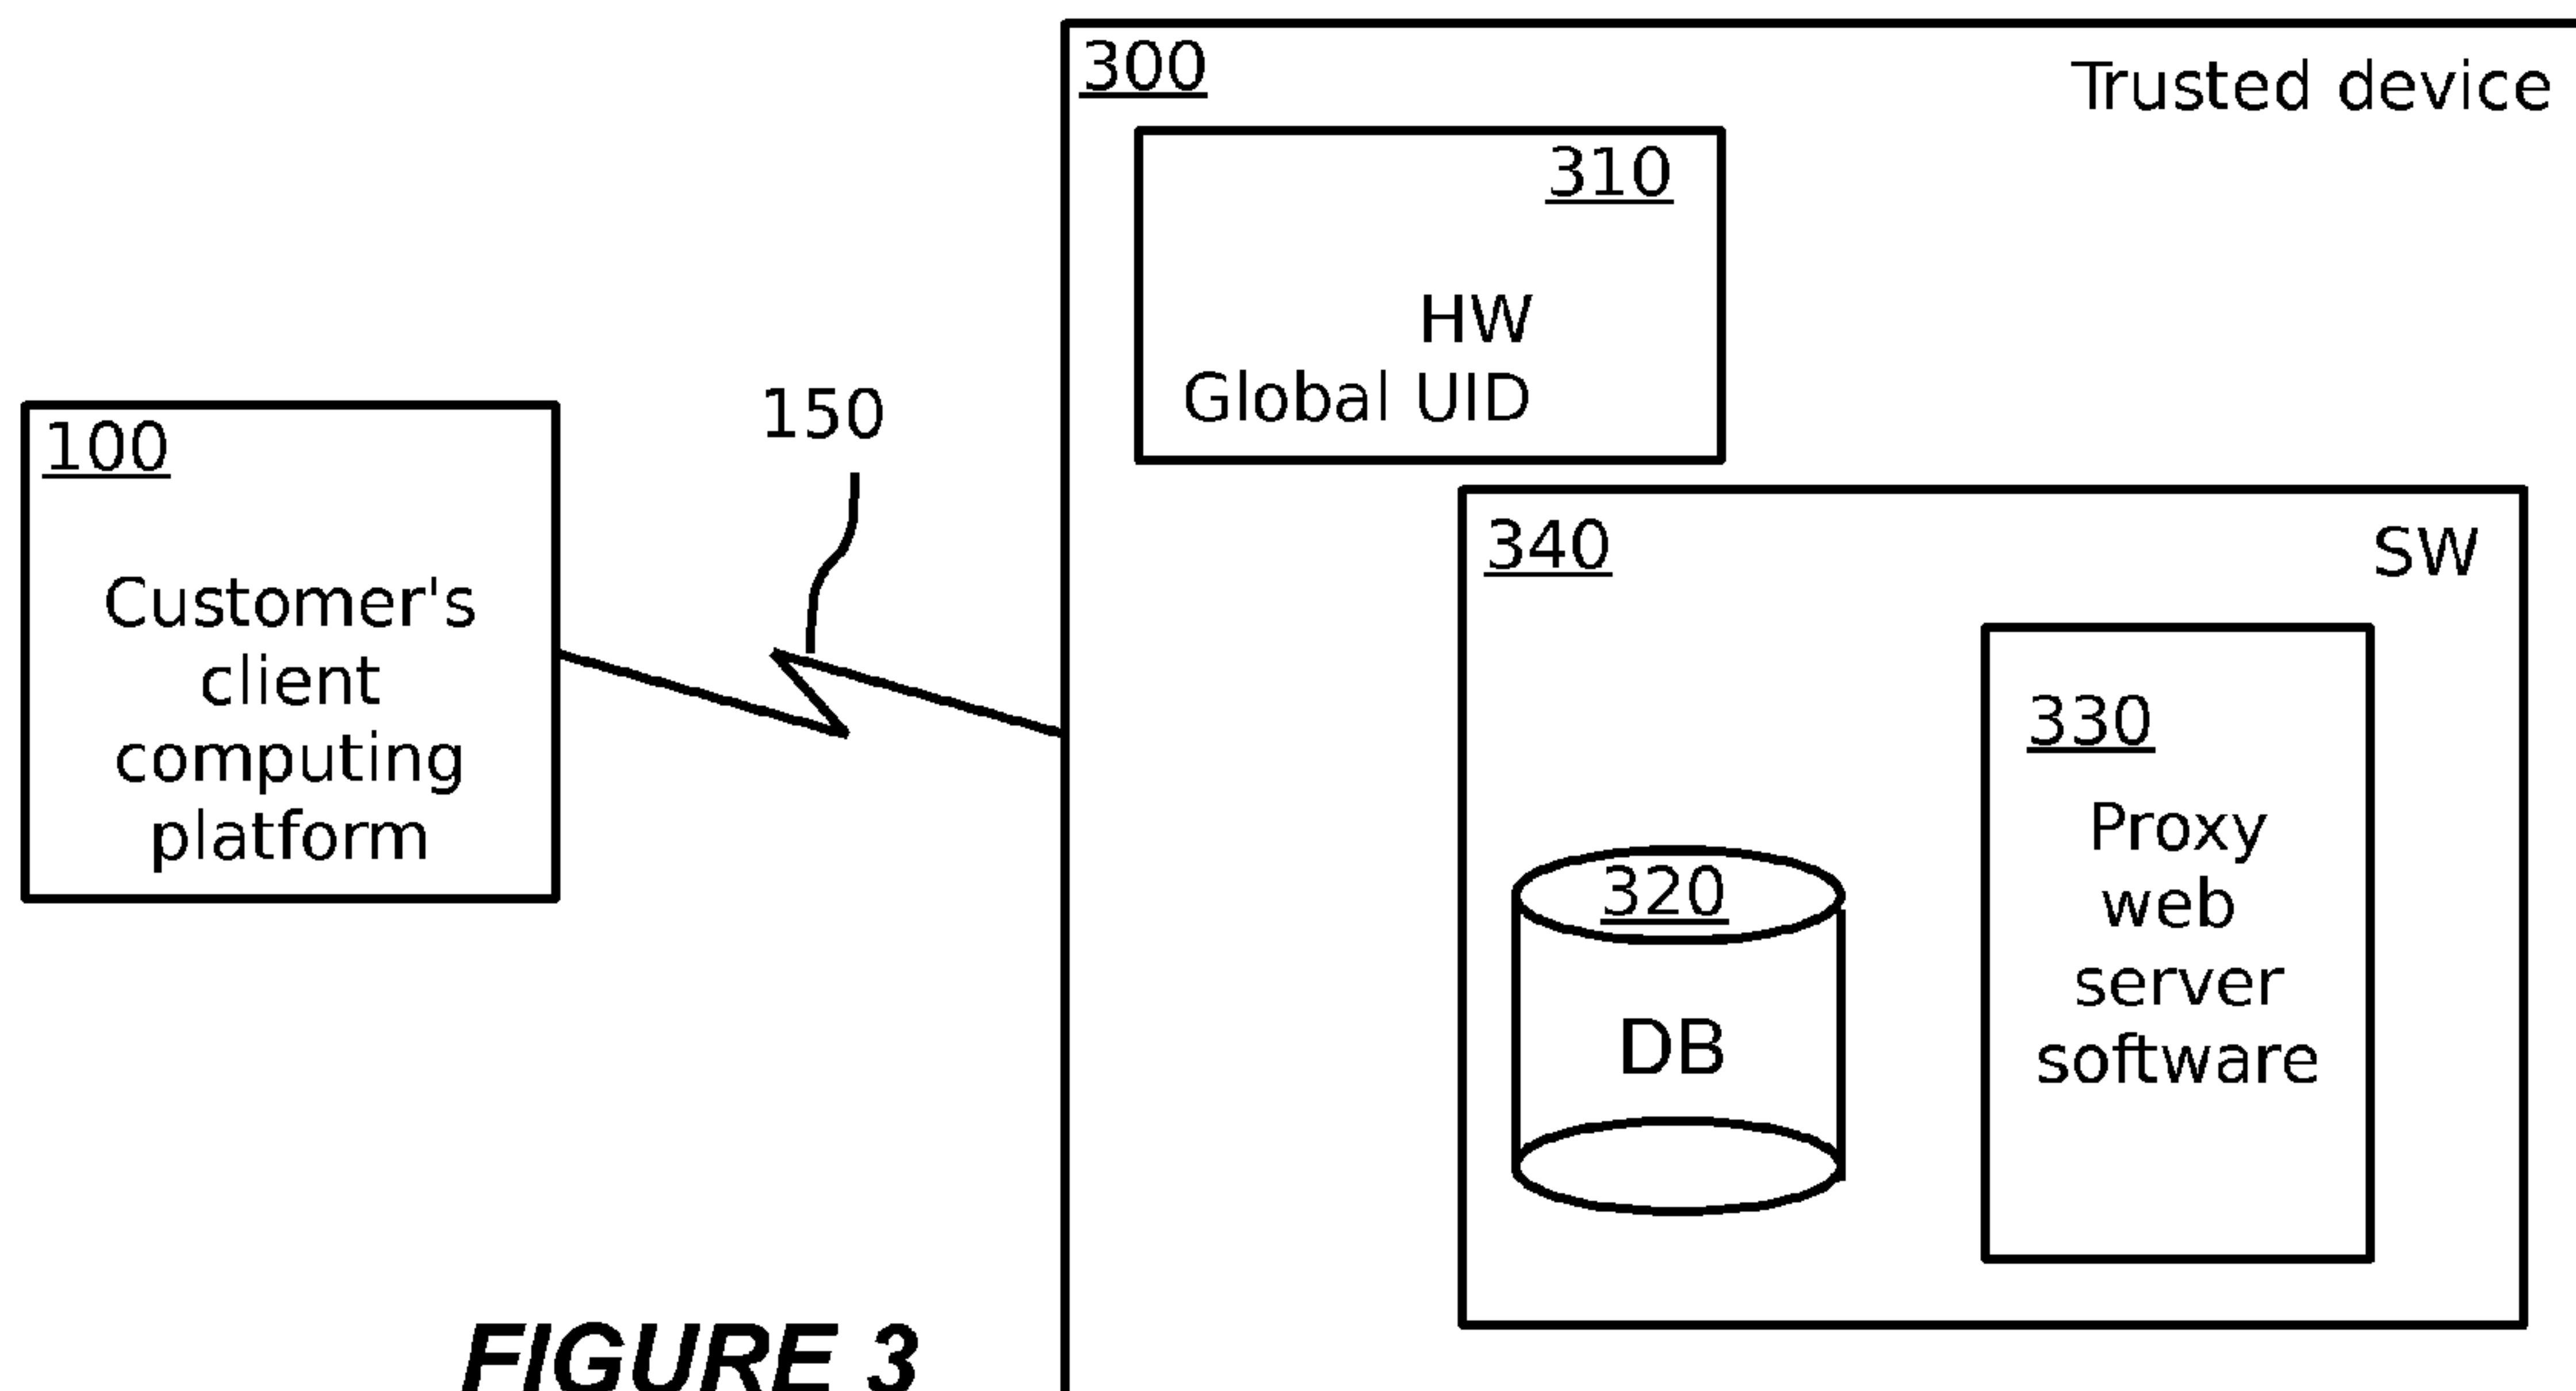 300
Trusted device
310
HW
Global UID
100
Customer's
client
computing
platform
150
340
SW
330
Proxy
web
server
software
320
DB
FIGURE 3